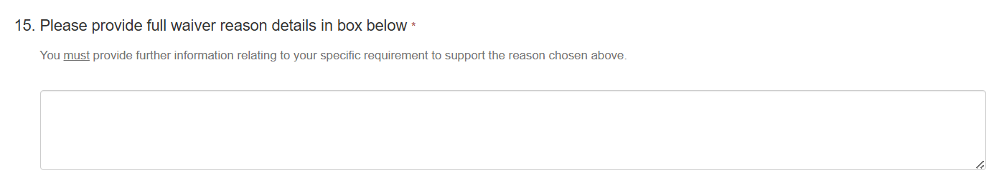 15. Please provide full waiver reason details in box below *
You must provide further information relating to your specific requirement to support the reason chosen above.